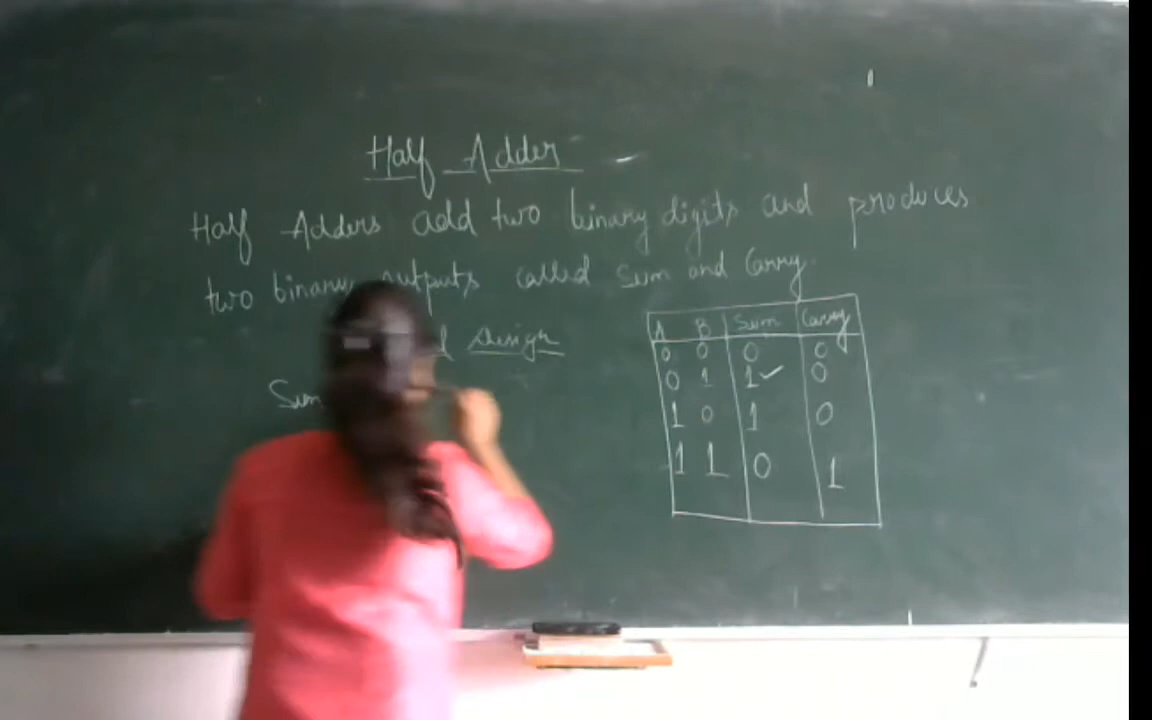 Half Adder
Half Adders add two binary digits and produces
two binary outputs called Sum and Carry.
Design
Sum
A B Sum Carry
0 0 0 0
0 1 1 ✓ 0
1 0 1 0
1 1 0 1